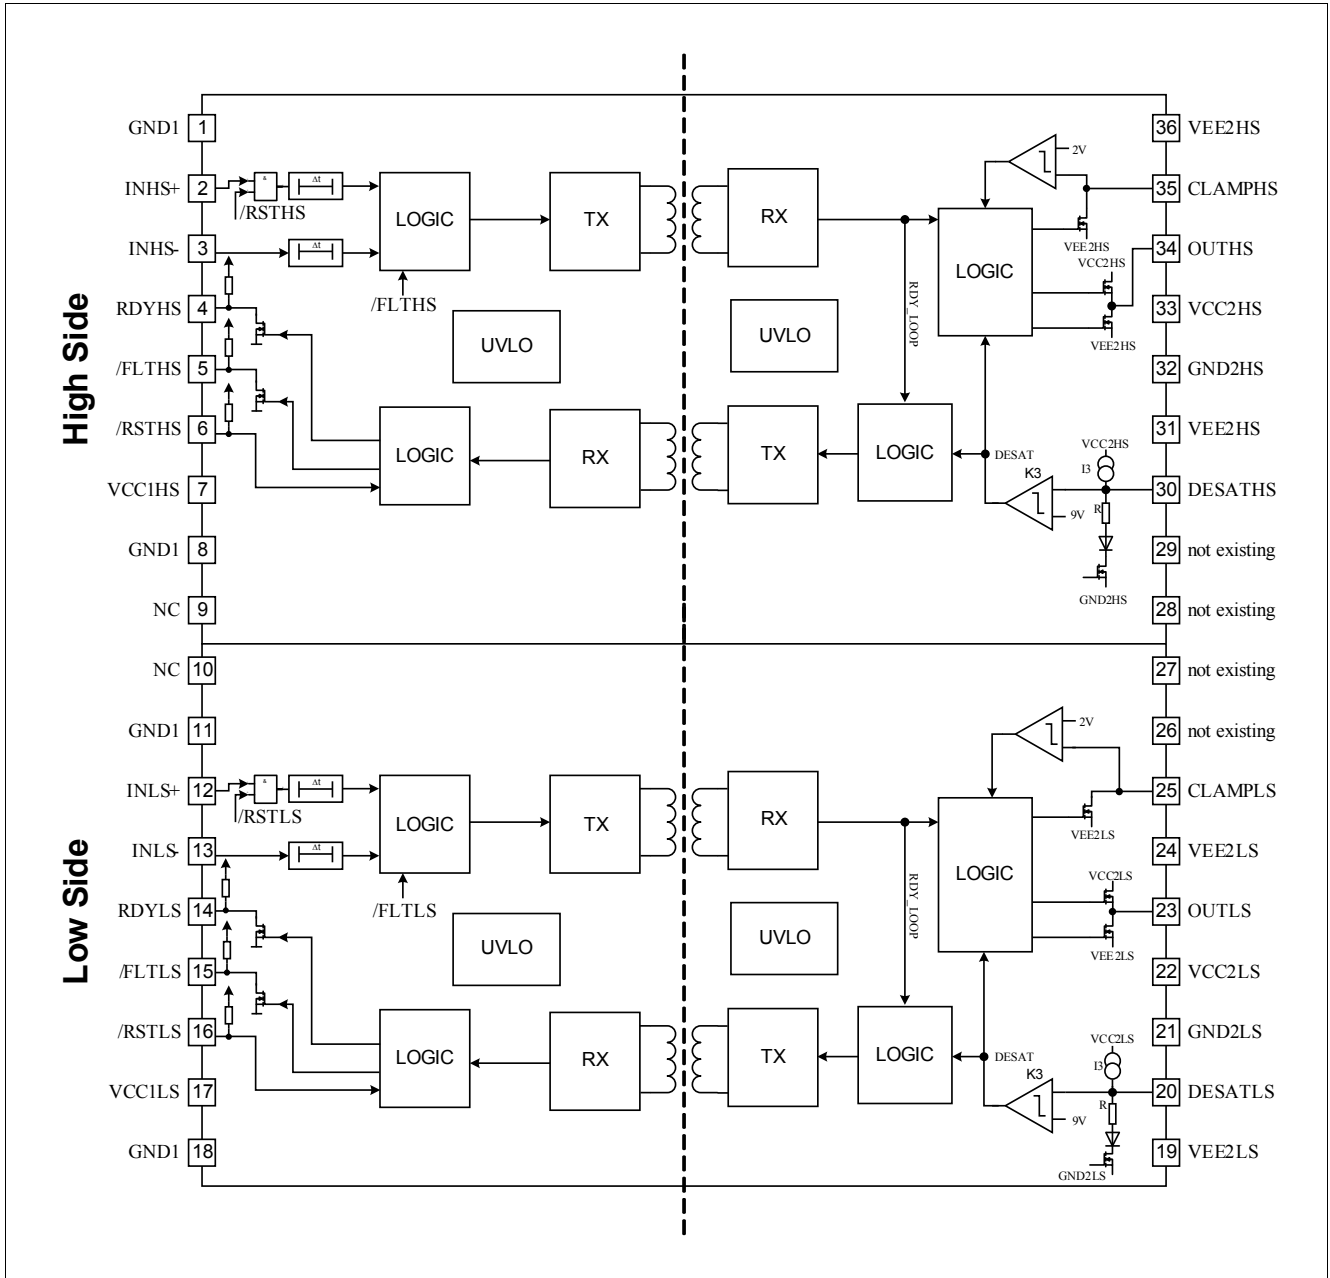 High Side
GND1 1
INHS+ 2
INHS- 3
RDYHS 4
/FLTHS 5
/RSTHS 6
VCC1HS 7
GND1 8
NC 9
&
Δt
/RSTHS
Δt
LOGIC
/FLTHS
TX
UVLO
LOGIC
RX
RX
UVLO
TX
RDY_LOOP
LOGIC
LOGIC
DESAT
2V
VEE2HS
VCC2HS
VEE2HS
K3
9V
VCC2HS
I3
R
GND2HS
36 VEE2HS
35 CLAMPHS
34 OUTHS
33 VCC2HS
32 GND2HS
31 VEE2HS
30 DESATHS
29 not existing
28 not existing
Low Side
NC 10
GND1 11
INLS+ 12
INLS- 13
RDYLS 14
/FLTLS 15
/RSTLS 16
VCC1LS 17
GND1 18
&
Δt
/RSTLS
Δt
LOGIC
/FLTLS
TX
UVLO
LOGIC
RX
RX
UVLO
TX
RDY_LOOP
LOGIC
LOGIC
DESAT
2V
VEE2LS
VCC2LS
VEE2LS
K3
9V
VCC2LS
I3
R
GND2LS
27 not existing
26 not existing
25 CLAMPLS
24 VEE2LS
23 OUTLS
22 VCC2LS
21 GND2LS
20 DESATLS
19 VEE2LS